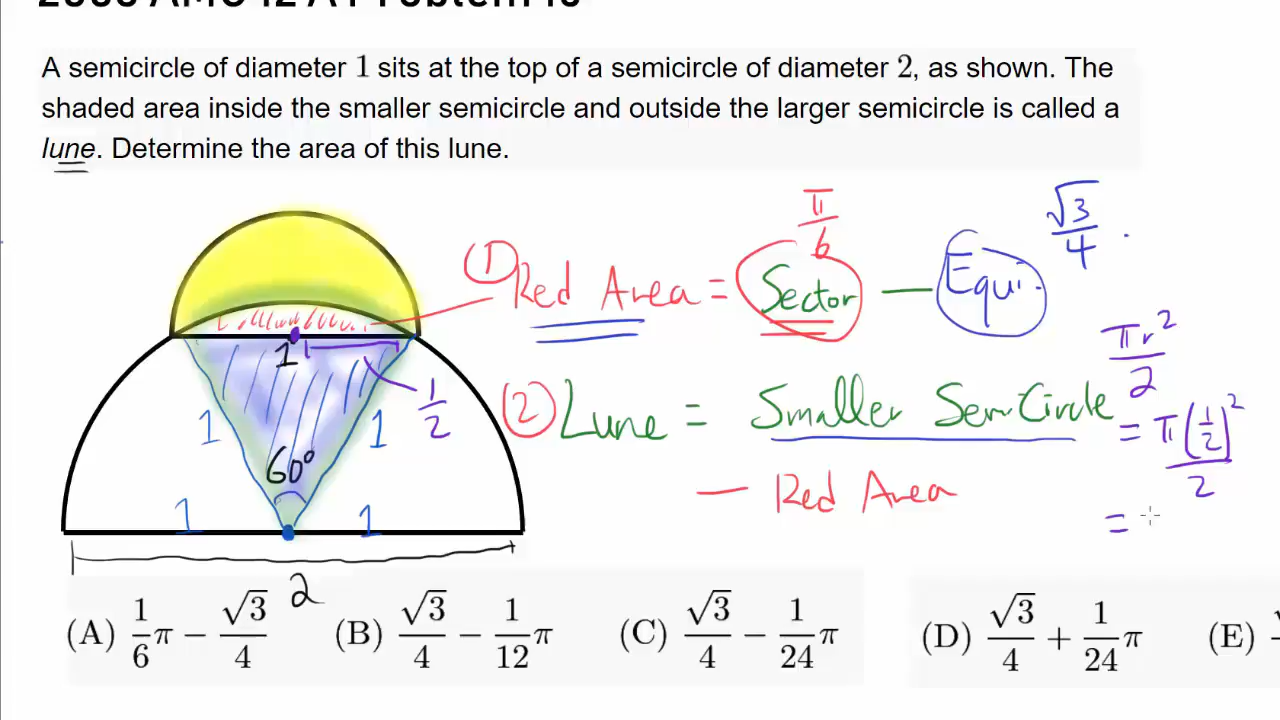 A semicircle of diameter 1 sits at the top of a semicircle of diameter 2, as shown. The
shaded area inside the smaller semicircle and outside the larger semicircle is called a
lune. Determine the area of this lune.
π/6
√3/4 .
① Red Area = Sector — Equi.
1
1/2
πr²/2
② Lune = Smaller SemiCircle
= π(1/2)²/2
1 1
60°
— Red Area
=
1 1
2
(A) 1/6 π − √3/4 (B) √3/4 − 1/12 π (C) √3/4 − 1/24 π (D) √3/4 + 1/24 π (E)